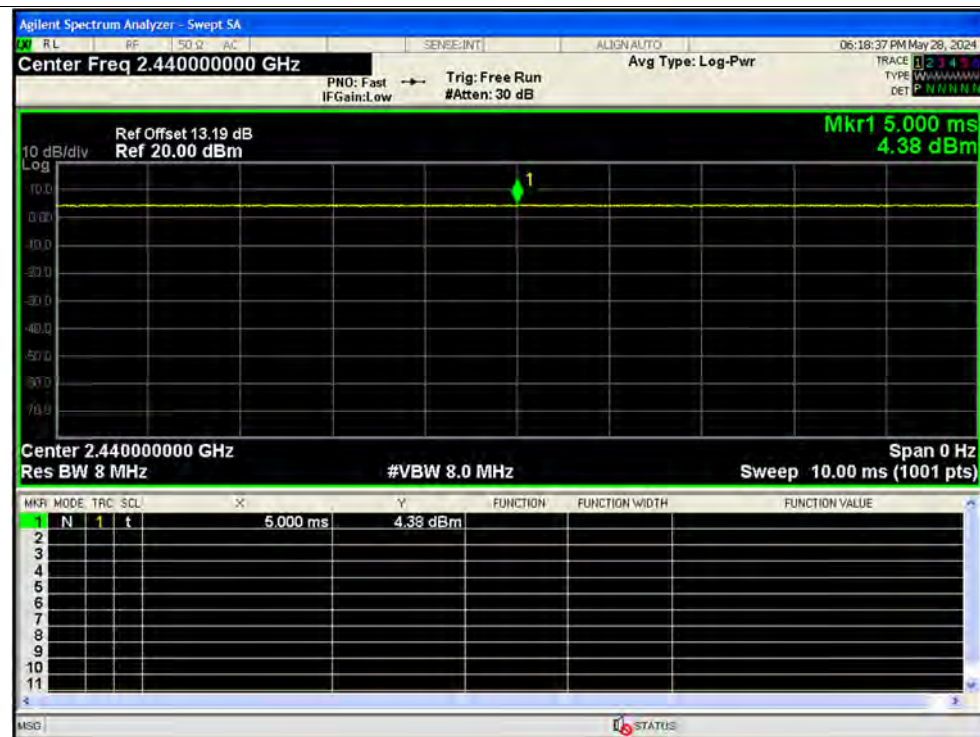 Agilent Spectrum Analyzer - Swept SA
LXI RL RF 50 Ω AC SENSE:INT ALIGN AUTO 06:18:37 PM May 28, 2024
Center Freq 2.440000000 GHz
Avg Type: Log-Pwr
TRACE 1 2 3 4 5 6
PNO: Fast Trig: Free Run
TYPE WWWWWW
IFGain:Low #Atten: 30 dB
DET P N N N N N
Mkr1 5.000 ms
Ref Offset 13.19 dB
10 dB/div Ref 20.00 dBm 4.38 dBm
Log
1
10.0
0.00
-10.0
-20.0
-30.0
-40.0
-50.0
-60.0
-70.0
Center 2.440000000 GHz Span 0 Hz
Res BW 8 MHz #VBW 8.0 MHz Sweep 10.00 ms (1001 pts)
MKR MODE TRC SCL X Y FUNCTION FUNCTION WIDTH FUNCTION VALUE
1 N 1 t 5.000 ms 4.38 dBm
2
3
4
5
6
7
8
9
10
11
MSG STATUS